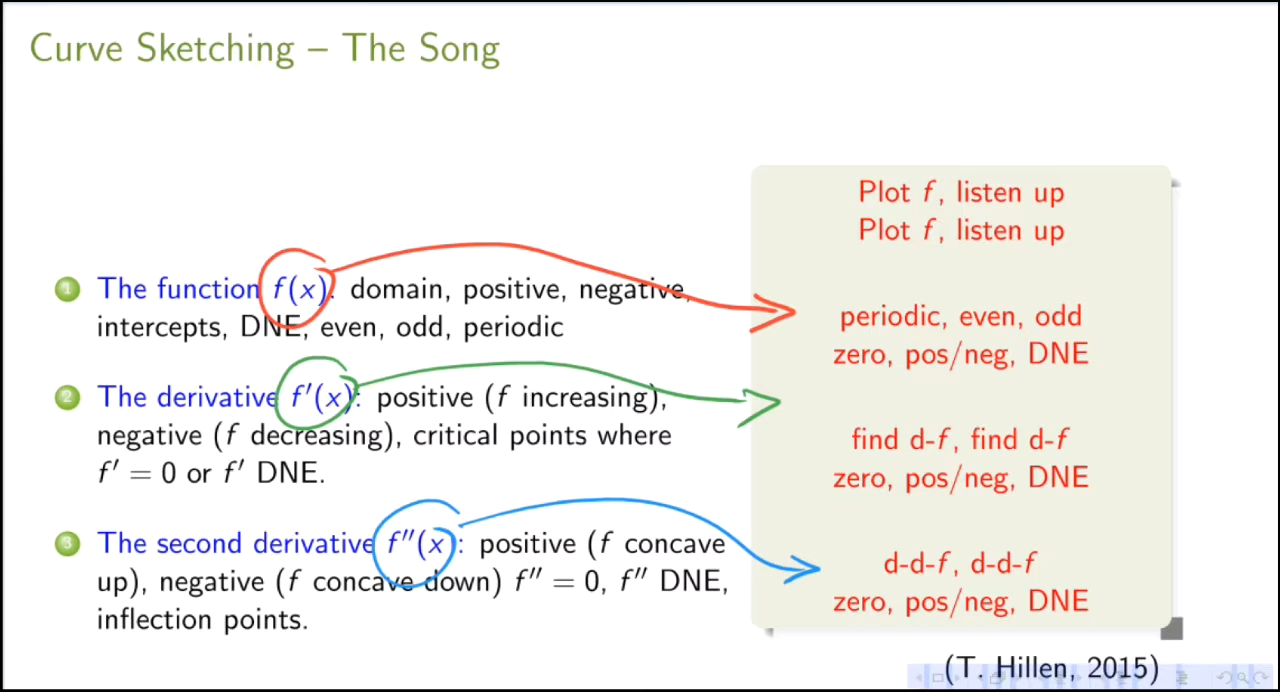 Curve Sketching – The Song
1 The function f(x): domain, positive, negative,
intercepts, DNE, even, odd, periodic
2 The derivative f′(x): positive (f increasing),
negative (f decreasing), critical points where
f′ = 0 or f′ DNE.
3 The second derivative f″(x): positive (f concave
up), negative (f concave down) f″ = 0, f″ DNE,
inflection points.
Plot f, listen up
Plot f, listen up
periodic, even, odd
zero, pos/neg, DNE
find d-f, find d-f
zero, pos/neg, DNE
d-d-f, d-d-f
zero, pos/neg, DNE
(T. Hillen, 2015)